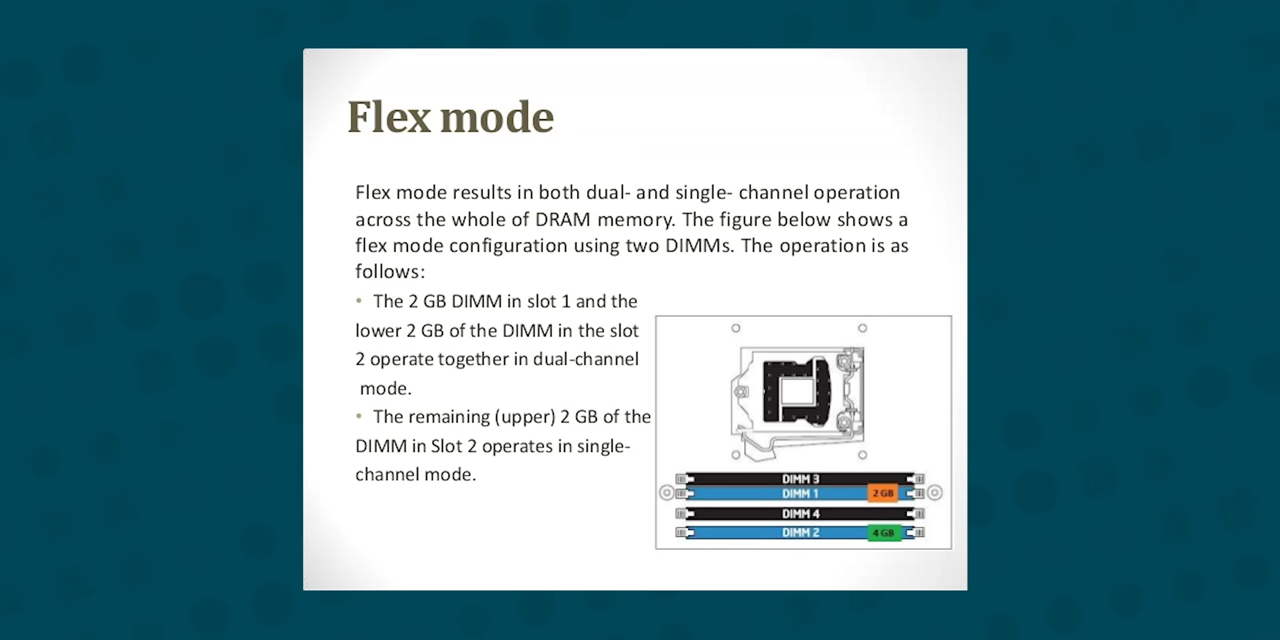 Flex mode
Flex mode results in both dual- and single- channel operation
across the whole of DRAM memory. The figure below shows a
flex mode configuration using two DIMMs. The operation is as
follows:
• The 2 GB DIMM in slot 1 and the
lower 2 GB of the DIMM in the slot
2 operate together in dual-channel
mode.
• The remaining (upper) 2 GB of the
DIMM in Slot 2 operates in single-
channel mode.
DIMM 3
DIMM 1 2 GB
DIMM 4
DIMM 2 4 GB